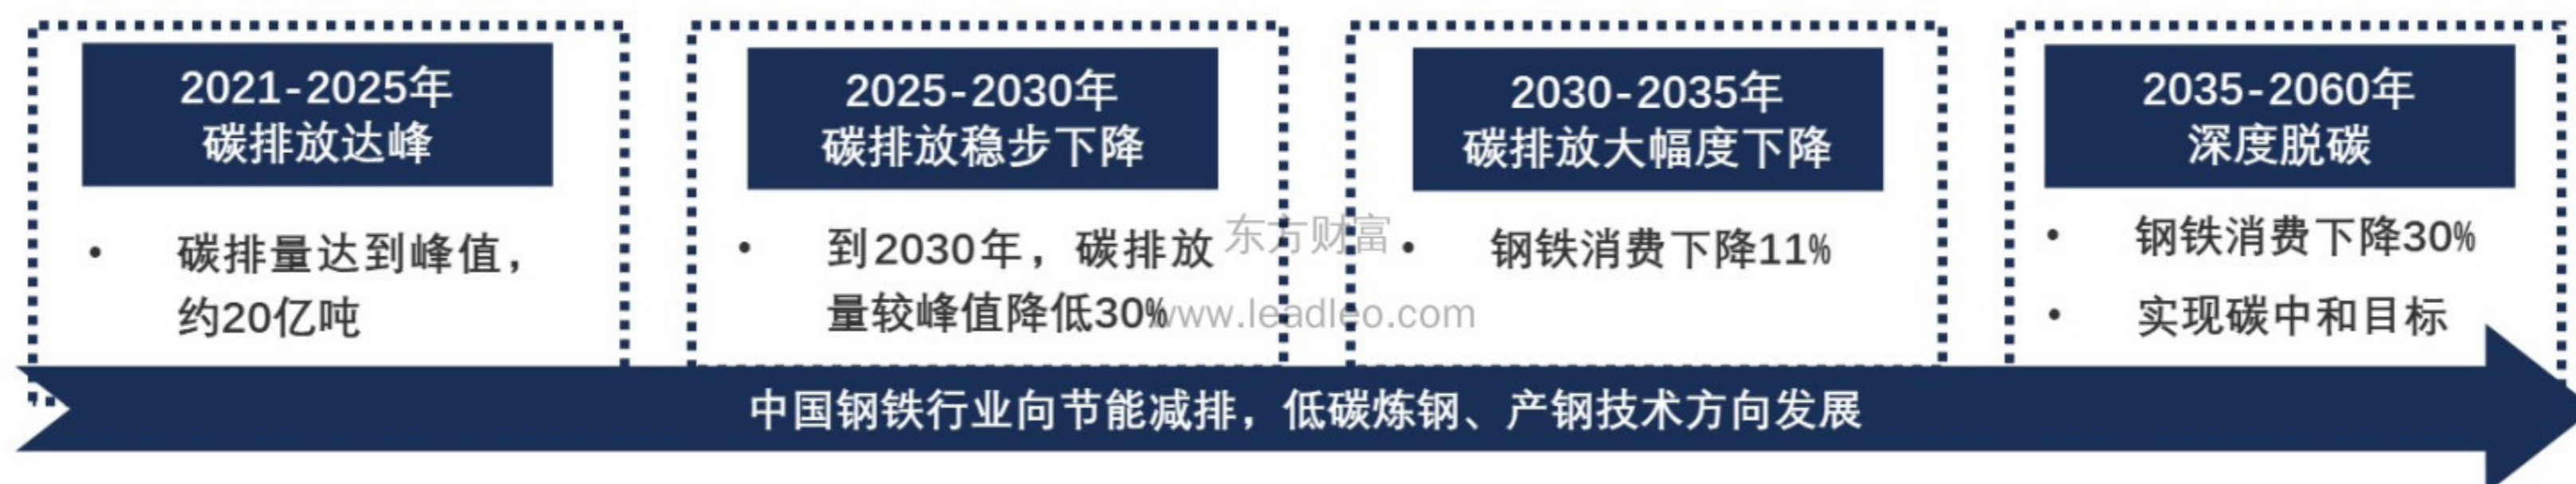 2021-2025年
碳排放达峰
• 碳排量达到峰值，
约20亿吨
2025-2030年
碳排放稳步下降
• 到2030年，碳排放
量较峰值降低30%
2030-2035年
碳排放大幅度下降
• 钢铁消费下降11%
2035-2060年
深度脱碳
• 钢铁消费下降30%
• 实现碳中和目标
东方财富
www.leadleo.com
中国钢铁行业向节能减排，低碳炼钢、产钢技术方向发展